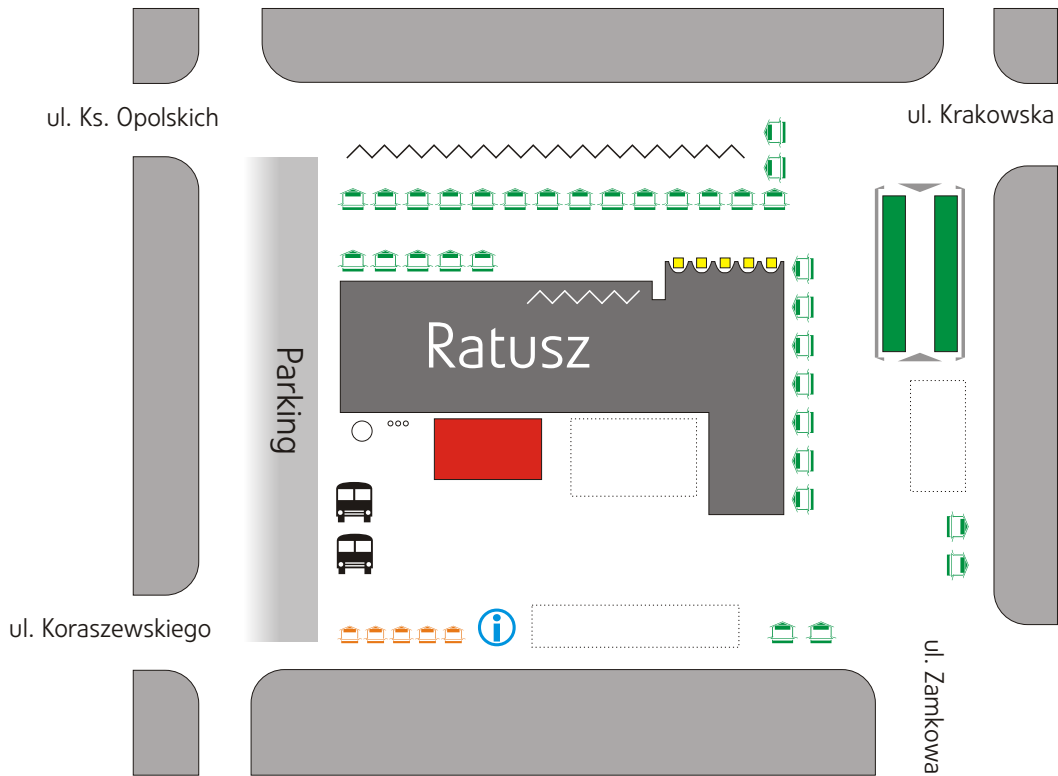 ul. Ks. Opolskich
ul. Krakowska
Ratusz
Parking
ul. Koraszewskiego
i
ul. Zamkowa